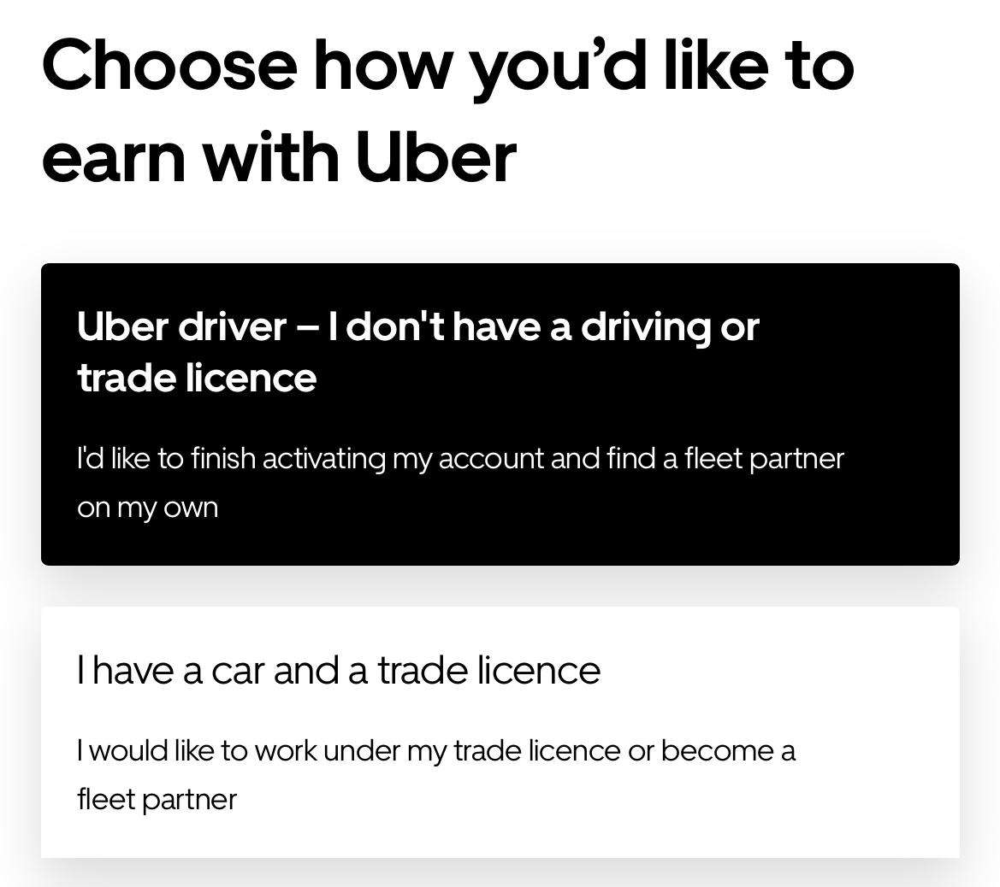 Choose how you’d like to
earn with Uber
Uber driver – I don't have a driving or
trade licence
I'd like to finish activating my account and find a fleet partner
on my own
I have a car and a trade licence
I would like to work under my trade licence or become a
fleet partner